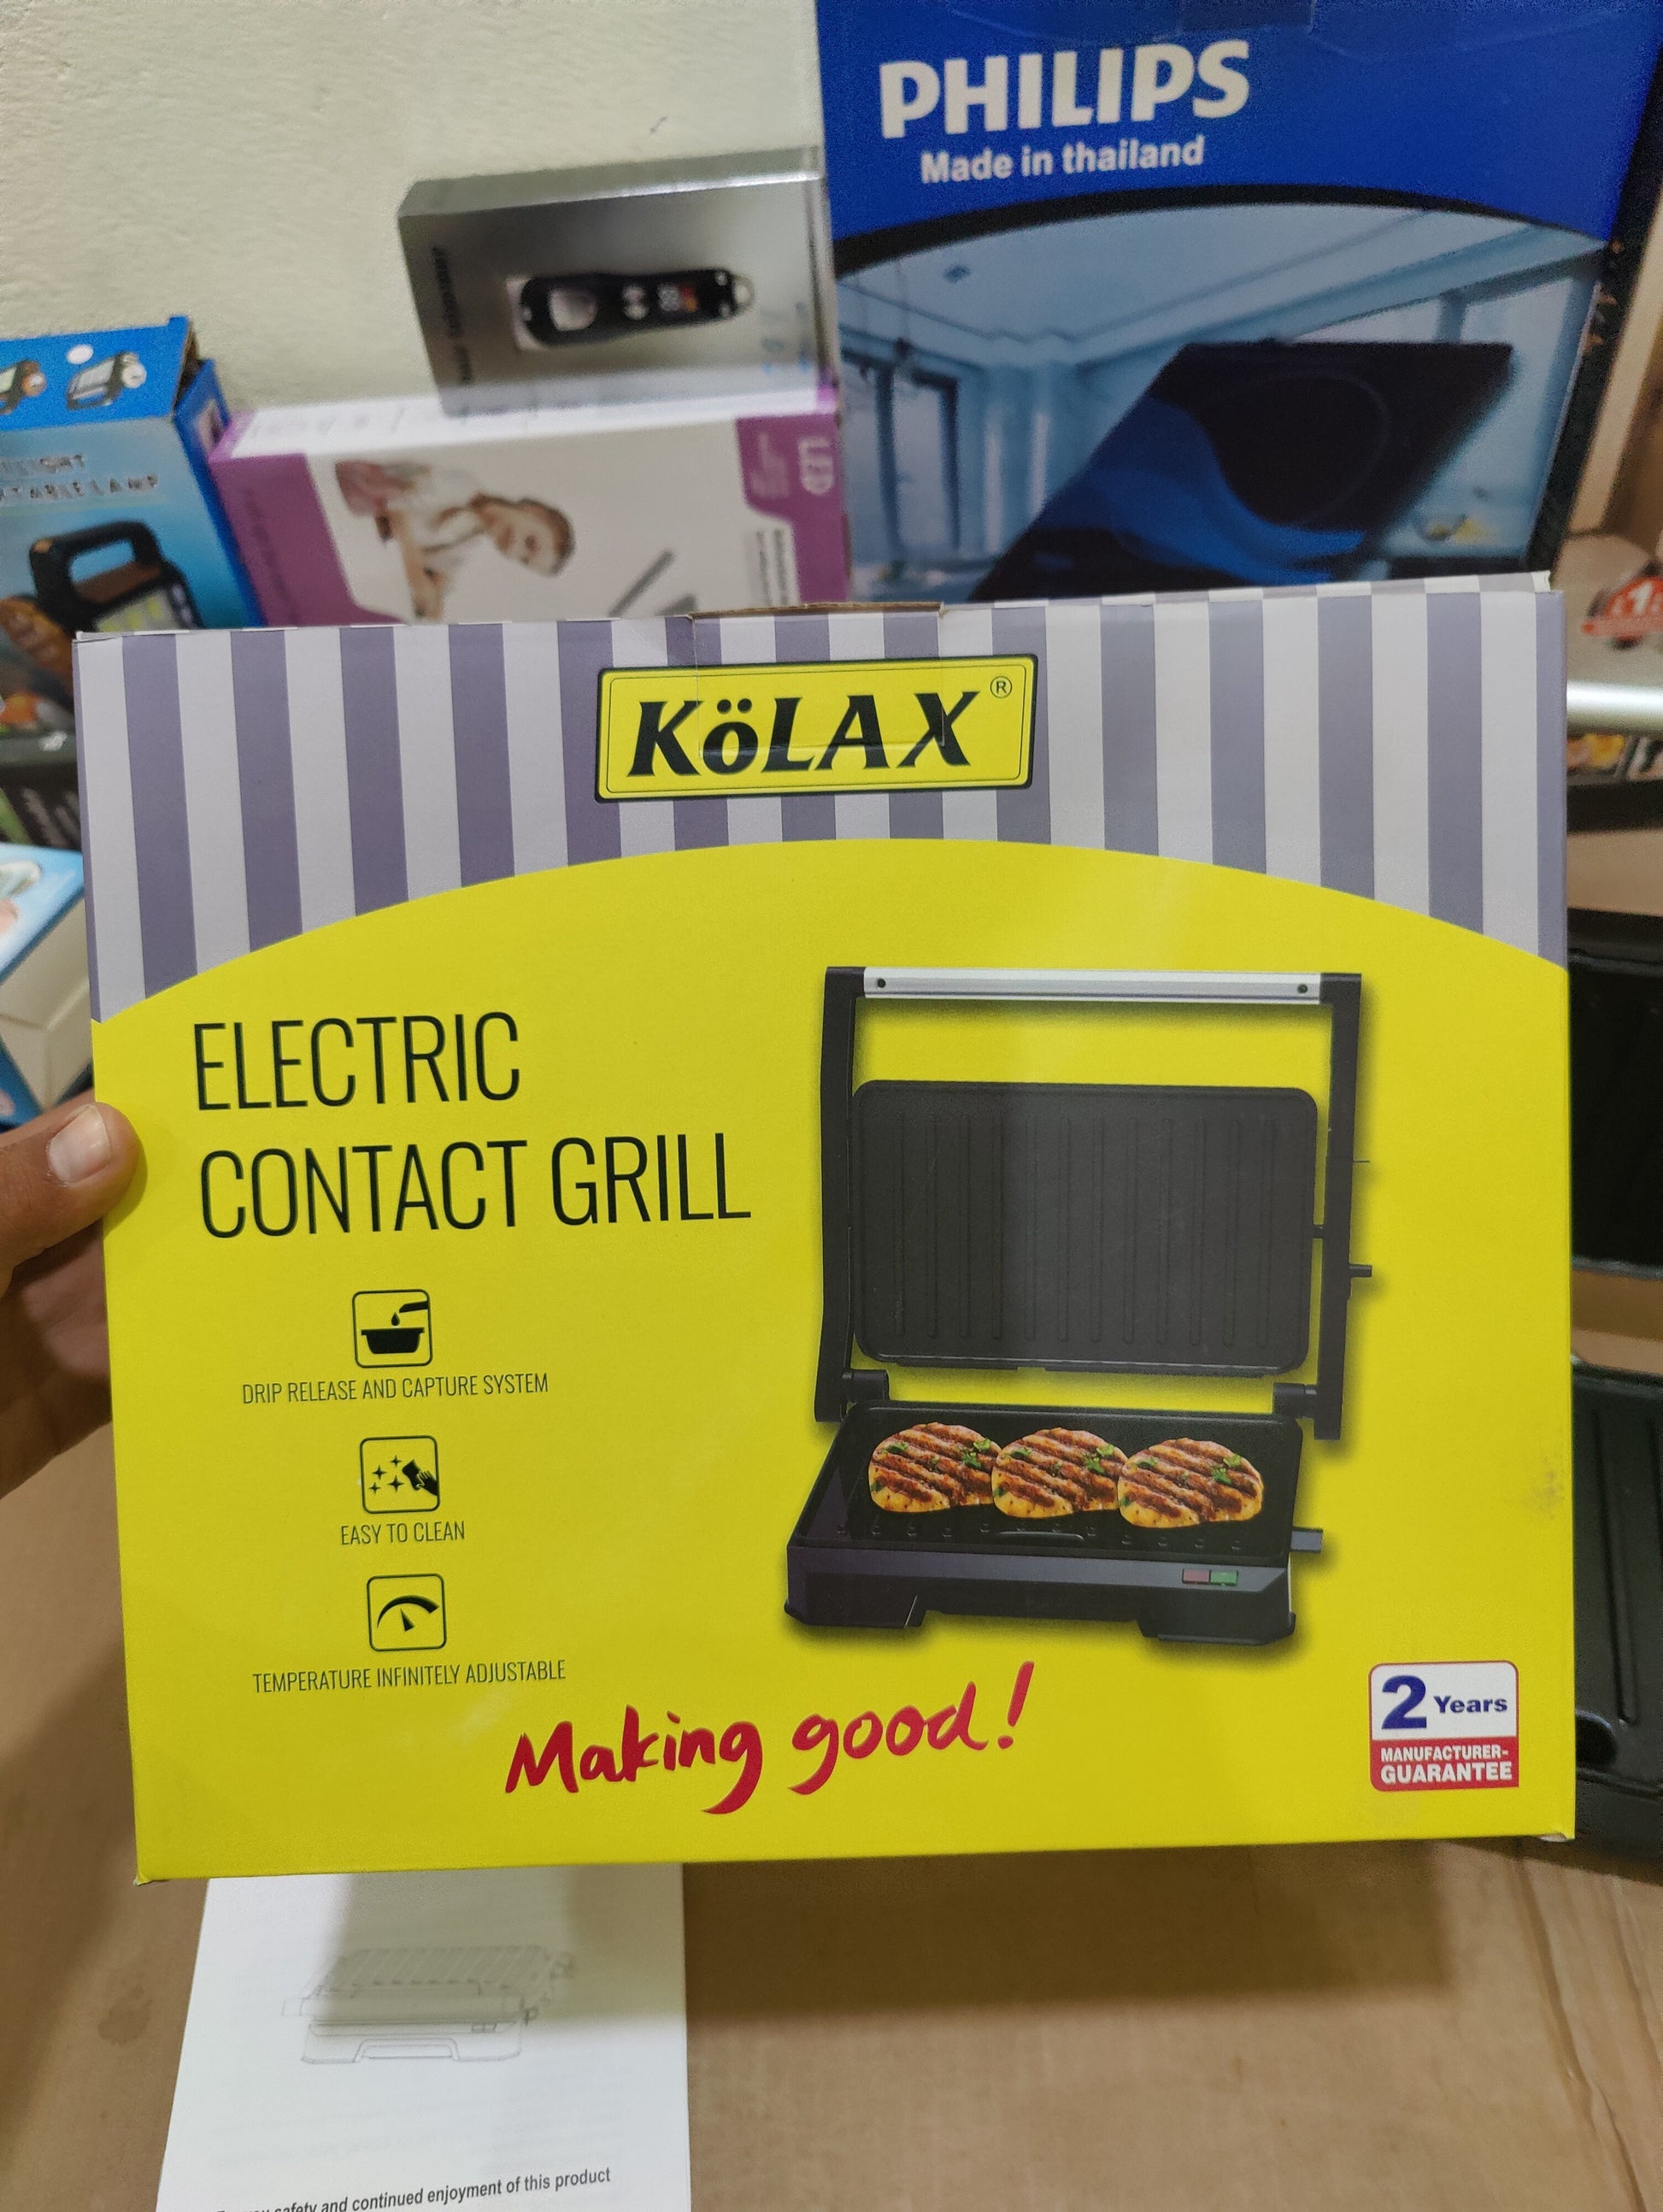 PHILIPS
Made in thailand
LED
KöLAX®
ELECTRIC
CONTACT GRILL
DRIP RELEASE AND CAPTURE SYSTEM
EASY TO CLEAN
TEMPERATURE INFINITELY ADJUSTABLE
Making good!
2 Years
MANUFACTURER-
GUARANTEE
safety and continued enjoyment of this product